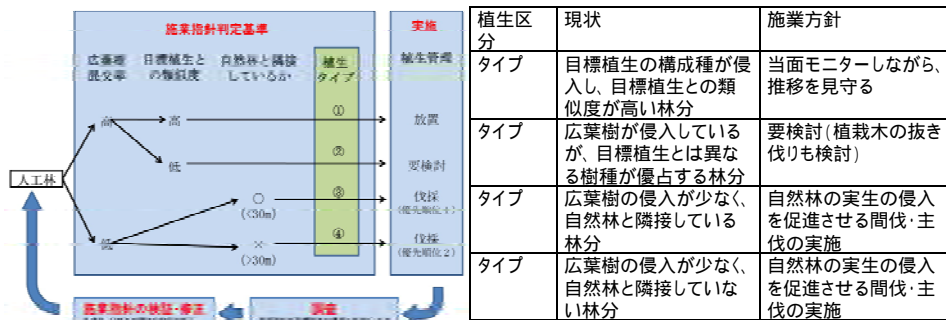 施業指針判定基準
実施
広葉樹
混交率
目標植生と
の類似度
自然林と隣接
しているか
植生
タイプ
植生管理
人工林
高
高
①
放置
低
②
要検討
低
○
(<30m)
③
伐採
(優先順位1)
×
(>30m)
④
伐採
(優先順位2)
施業指針の検証・修正
調査
植生区
分
現状
施業方針
タイプ
目標植生の構成種が侵
入し、目標植生との類
似度が高い林分
当面モニターしながら、
推移を見守る
タイプ
広葉樹が侵入している
が、目標植生とは異な
る樹種が優占する林分
要検討(植栽木の抜き
伐りも検討)
タイプ
広葉樹の侵入が少なく、
自然林と隣接している
林分
自然林の実生の侵入
を促進させる間伐・主
伐の実施
タイプ
広葉樹の侵入が少なく、
自然林と隣接していな
い林分
自然林の実生の侵入
を促進させる間伐・主
伐の実施